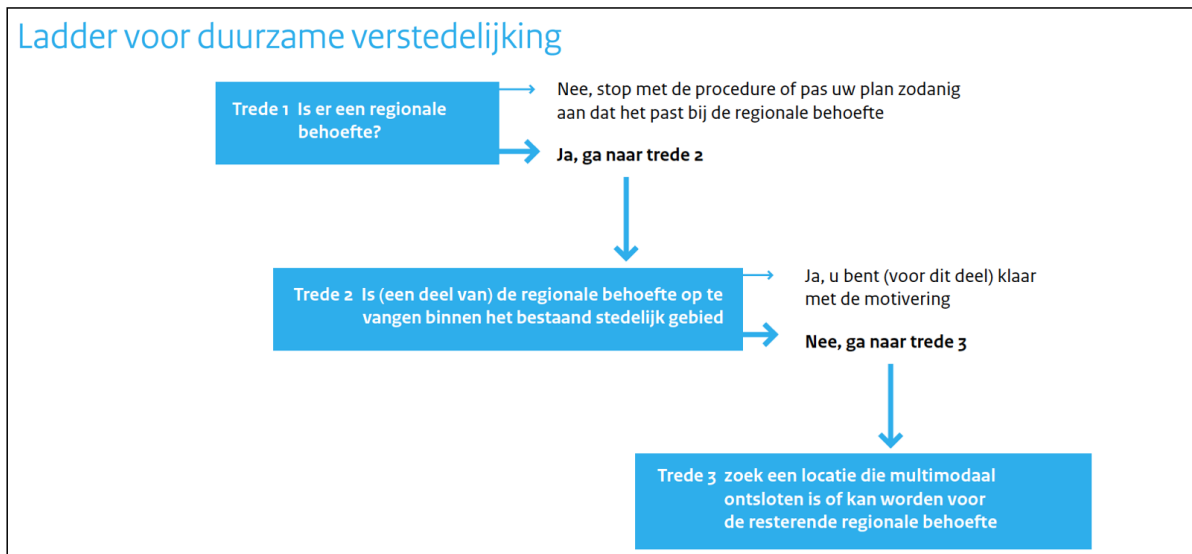 Ladder voor duurzame verstedelijking
Trede 1 Is er een regionale
behoefte?
Nee, stop met de procedure of pas uw plan zodanig
aan dat het past bij de regionale behoefte
Ja, ga naar trede 2
Trede 2 Is (een deel van) de regionale behoefte op te
vangen binnen het bestaand stedelijk gebied
Ja, u bent (voor dit deel) klaar
met de motivering
Nee, ga naar trede 3
Trede 3 zoek een locatie die multimodaal
ontsloten is of kan worden voor
de resterende regionale behoefte